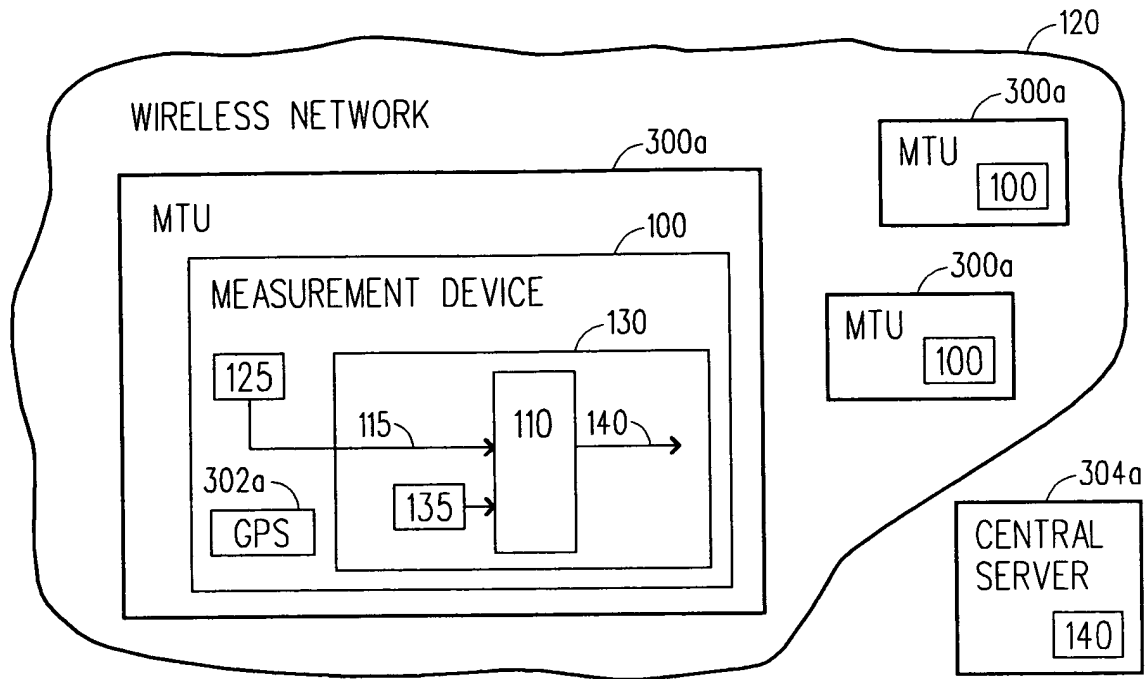 120
WIRELESS NETWORK
300a
MTU
100
MEASUREMENT DEVICE
130
125
115
110
140
302a
GPS
135
300a
MTU
100
300a
MTU
100
304a
CENTRAL
SERVER
140